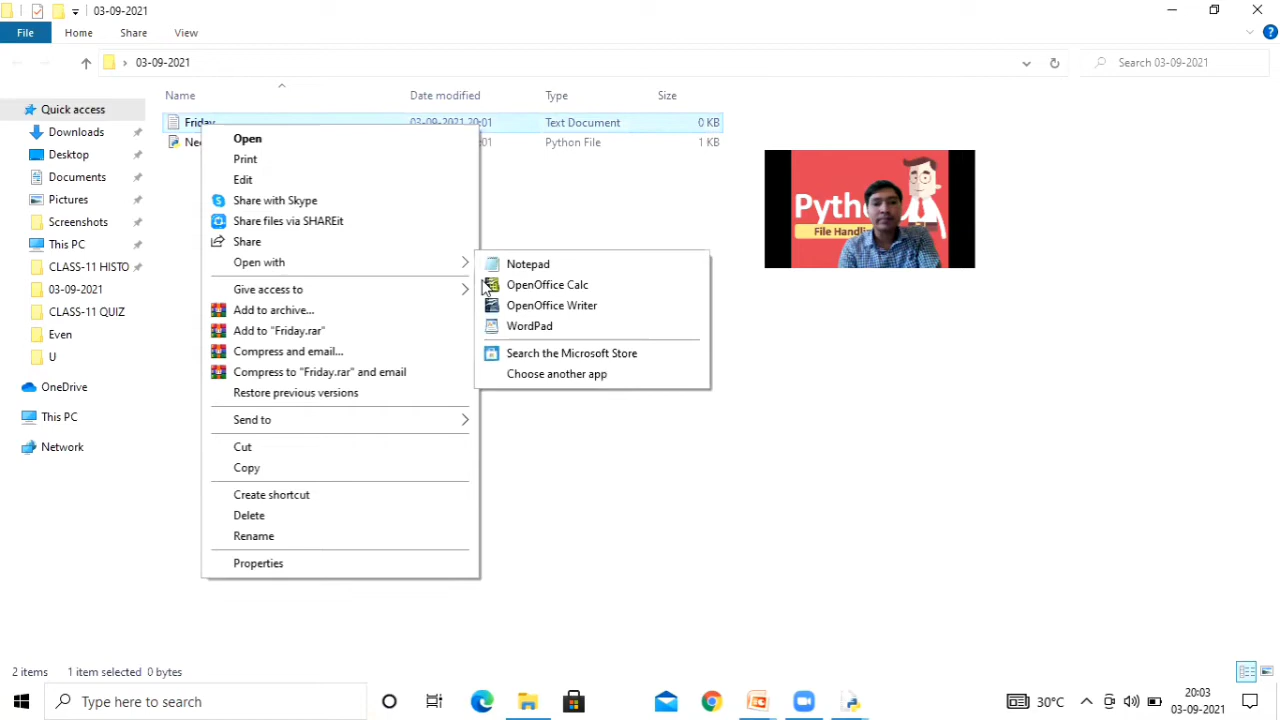 03-09-2021
File
Home
Share
View
03-09-2021
Search 03-09-2021
Name
Date modified
Type
Size
Friday
03-09-2021 20:01
Text Document
0 KB
Python File
1 KB
Quick access
Downloads
Desktop
Documents
Pictures
Screenshots
This PC
CLASS-11 HISTO
03-09-2021
CLASS-11 QUIZ
Even
U
OneDrive
This PC
Network
Open
Print
Edit
Share with Skype
Share files via SHAREit
Share
Open with
Give access to
Add to archive...
Add to "Friday.rar"
Compress and email...
Compress to "Friday.rar" and email
Restore previous versions
Send to
Cut
Copy
Create shortcut
Delete
Rename
Properties
Notepad
OpenOffice Calc
OpenOffice Writer
WordPad
Search the Microsoft Store
Choose another app
File
2 items
1 item selected 0 bytes
Type here to search
30°C
20:03
03-09-2021